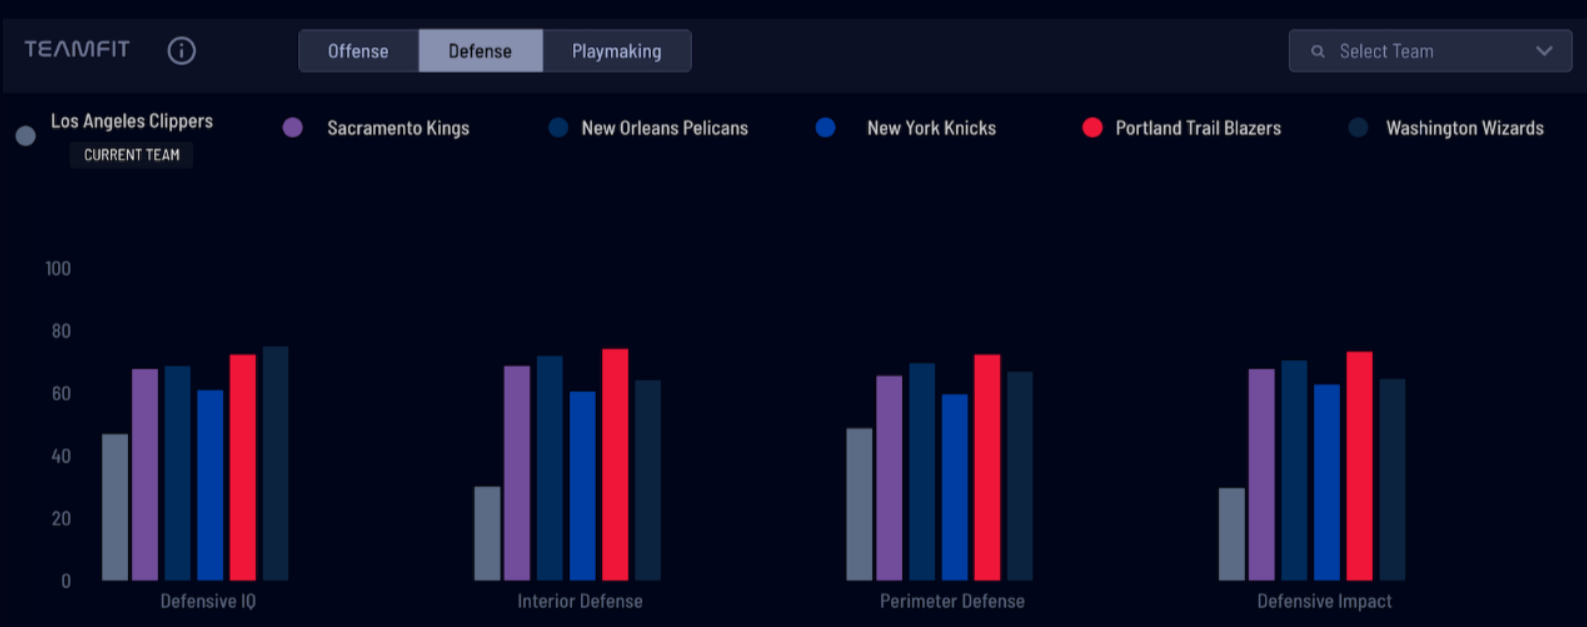 TEAMFIT
Offense Defense Playmaking
Select Team
Los Angeles Clippers
CURRENT TEAM
Sacramento Kings
New Orleans Pelicans
New York Knicks
Portland Trail Blazers
Washington Wizards
100
80
60
40
20
0
Defensive IQ
Interior Defense
Perimeter Defense
Defensive Impact